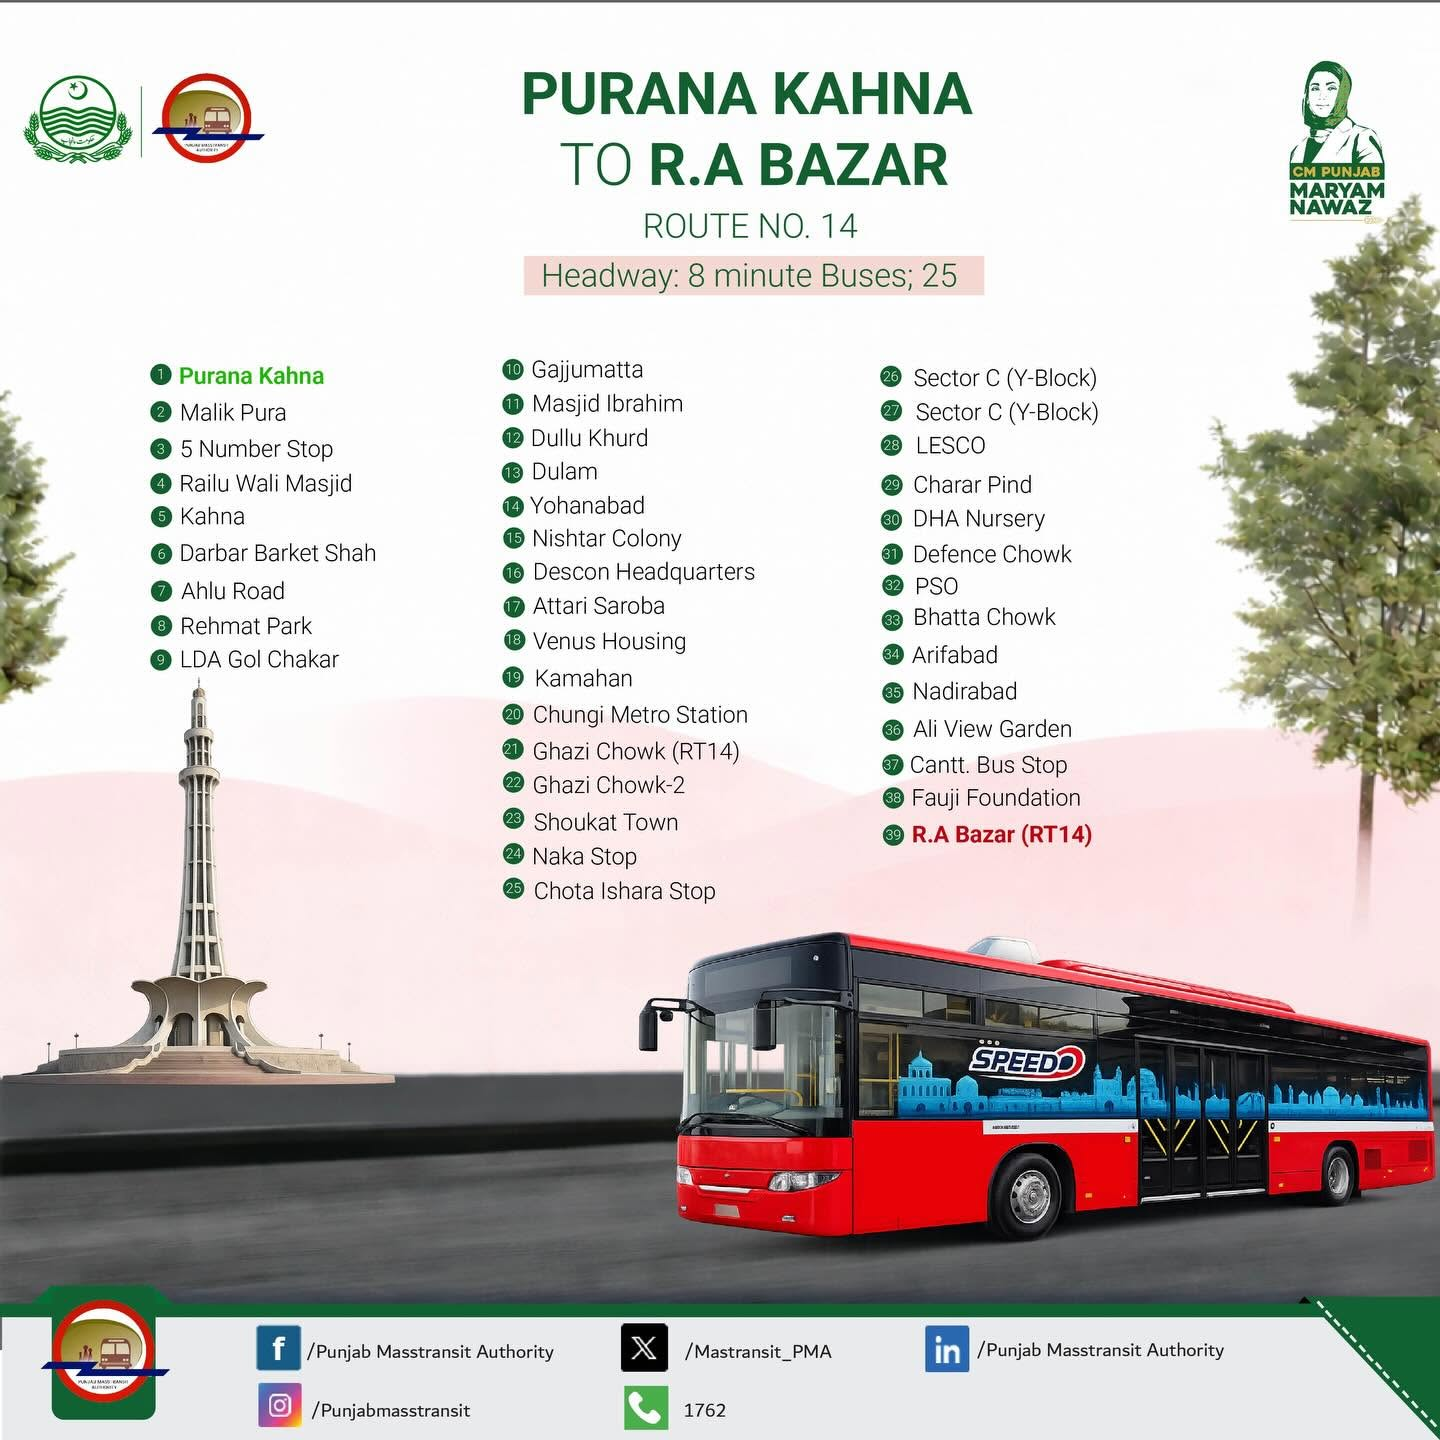 PURANA KAHNA
TO R.A BAZAR
ROUTE NO. 14
Headway: 8 minute Buses; 25
PUNJAB MASSTRANSIT
AUTHORITY
CM PUNJAB
MARYAM
NAWAZ
1 Purana Kahna
2 Malik Pura
3 5 Number Stop
4 Railu Wali Masjid
5 Kahna
6 Darbar Barket Shah
7 Ahlu Road
8 Rehmat Park
9 LDA Gol Chakar
10 Gajjumatta
11 Masjid Ibrahim
12 Dullu Khurd
13 Dulam
14 Yohanabad
15 Nishtar Colony
16 Descon Headquarters
17 Attari Saroba
18 Venus Housing
19 Kamahan
20 Chungi Metro Station
21 Ghazi Chowk (RT14)
22 Ghazi Chowk-2
23 Shoukat Town
24 Naka Stop
25 Chota Ishara Stop
26 Sector C (Y-Block)
27 Sector C (Y-Block)
28 LESCO
29 Charar Pind
30 DHA Nursery
31 Defence Chowk
32 PSO
33 Bhatta Chowk
34 Arifabad
35 Nadirabad
36 Ali View Garden
37 Cantt. Bus Stop
38 Fauji Foundation
39 R.A Bazar (RT14)
SPEEDO
PUNJAB MASSTRANSIT
AUTHORITY
/Punjab Masstransit Authority
/Mastransit_PMA
/Punjab Masstransit Authority
/Punjabmasstransit
1762